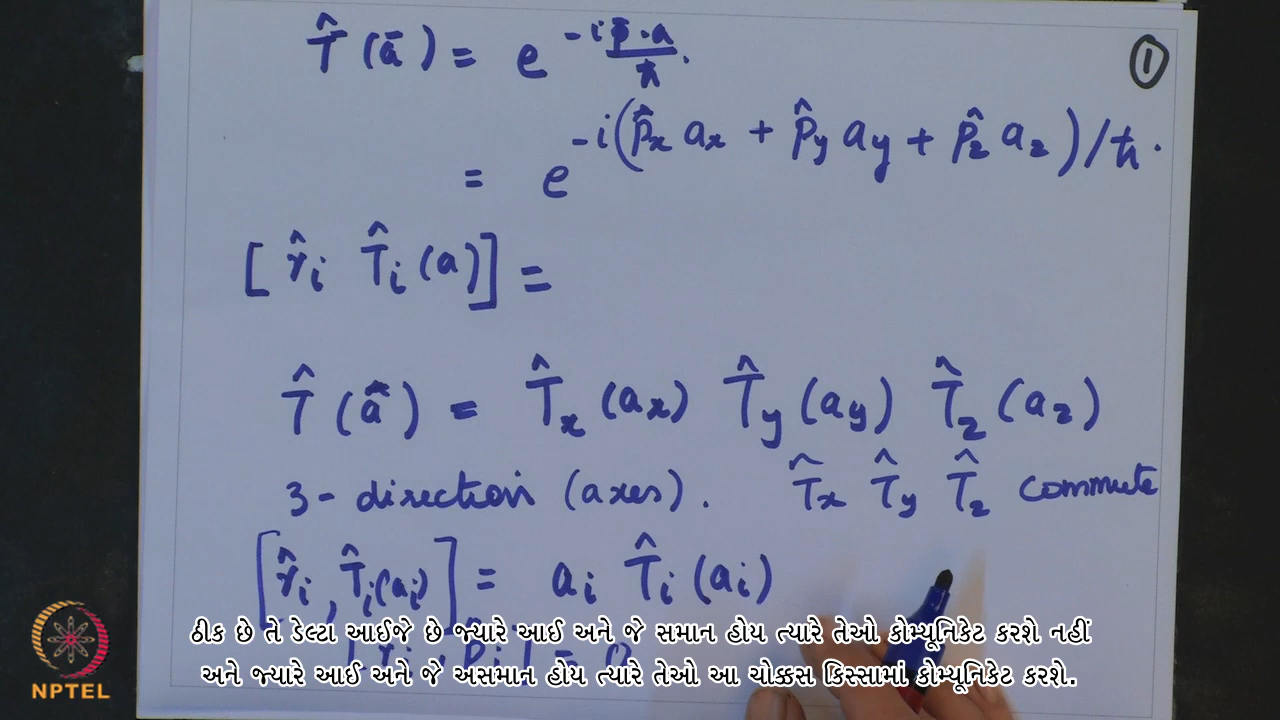 T̂ (ā) = e^{-i p̄·a / ħ}.
①
= e^{-i(p̂x ax + p̂y ay + p̂z az)/ħ}.
[ r̂i T̂i (a)] =
T̂ (â) = T̂x (ax) T̂y (ay) T̂z (az)
3-direction (axes). T̂x T̂y T̂z commute
[r̂i, T̂i(ai)] = ai T̂i (ai)
ઠીક છે તે ડેલ્ટા આઈજે છે જ્યારે આઈ અને જે સમાન હોય ત્યારે તેઓ કોમ્યૂનિકેટ કરશે નહીં
અને જ્યારે આઈ અને જે અસમાન હોય ત્યારે તેઓ આ ચોક્કસ કિસ્સામાં કોમ્યૂનિકેટ કરશે.
NPTEL